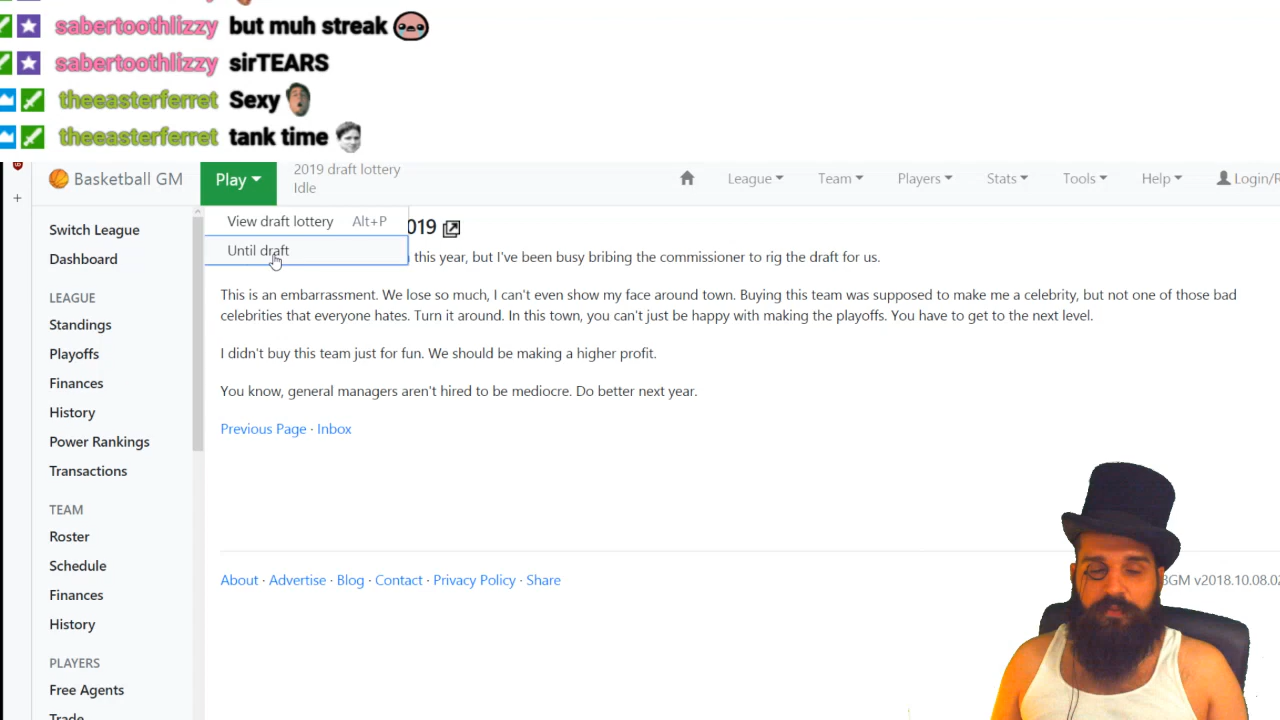 sabertoothlizzy but muh streak
sabertoothlizzy sirTEARS
theeasterferret Sexy
theeasterferret tank time
Basketball GM
Play
2019 draft lottery
Idle
League
Team
Players
Stats
Tools
Help
Login/R
View draft lottery Alt+P
Until draft
019
this year, but I've been busy bribing the commissioner to rig the draft for us.
This is an embarrassment. We lose so much, I can't even show my face around town. Buying this team was supposed to make me a celebrity, but not one of those bad
celebrities that everyone hates. Turn it around. In this town, you can't just be happy with making the playoffs. You have to get to the next level.
I didn't buy this team just for fun. We should be making a higher profit.
You know, general managers aren't hired to be mediocre. Do better next year.
Previous Page · Inbox
Switch League
Dashboard
LEAGUE
Standings
Playoffs
Finances
History
Power Rankings
Transactions
TEAM
Roster
Schedule
Finances
History
PLAYERS
Free Agents
Trade
About · Advertise · Blog · Contact · Privacy Policy · Share
BGM v2018.10.08.02